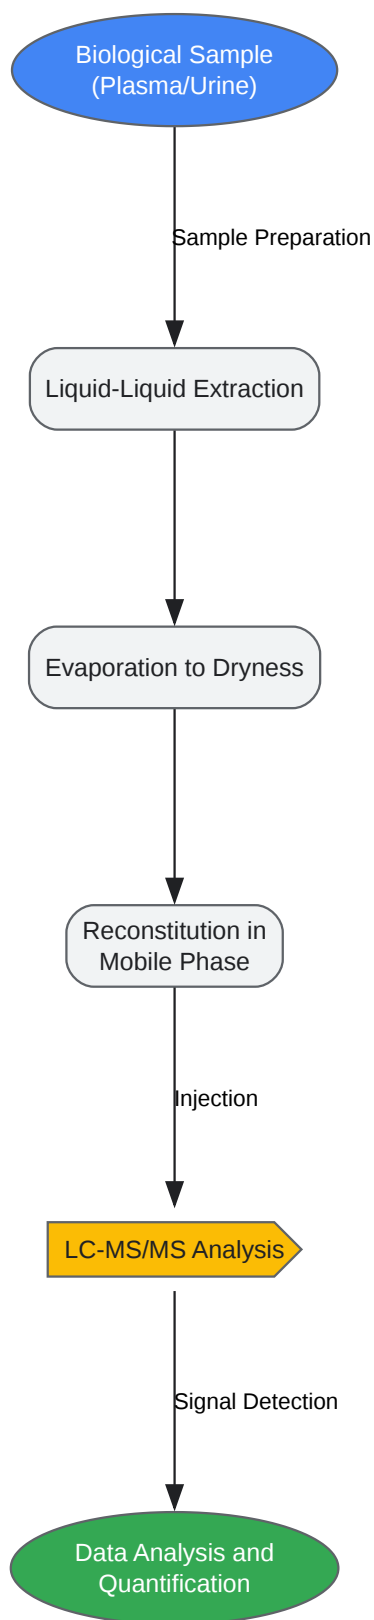 Biological Sample
(Plasma/Urine)
Sample Preparation
Liquid-Liquid Extraction
Evaporation to Dryness
Reconstitution in
Mobile Phase
Injection
LC-MS/MS Analysis
Signal Detection
Data Analysis and
Quantification